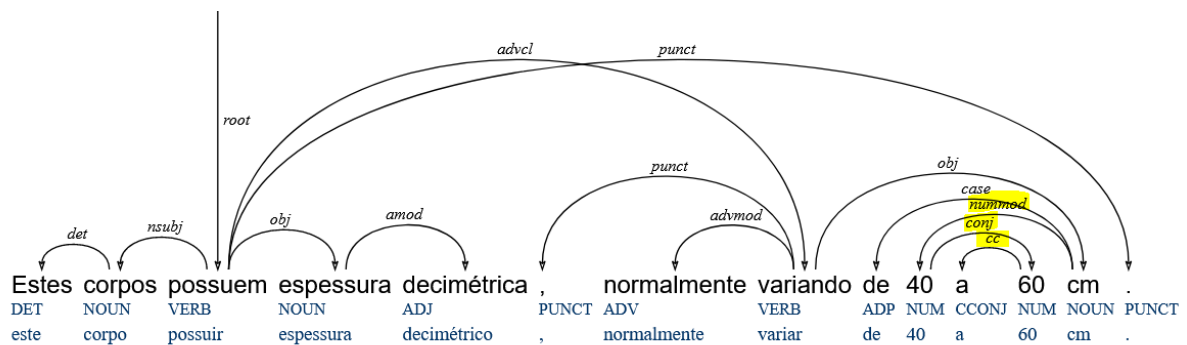 advcl punct
root
punct obj
case
nummod
det nsubj obj amod advmod conj
cc
Estes corpos possuem espessura decimétrica , normalmente variando de 40 a 60 cm .
DET NOUN VERB NOUN ADJ PUNCT ADV VERB ADP NUM CCONJ NUM NOUN PUNCT
este corpo possuir espessura decimétrico , normalmente variar de 40 a 60 cm .